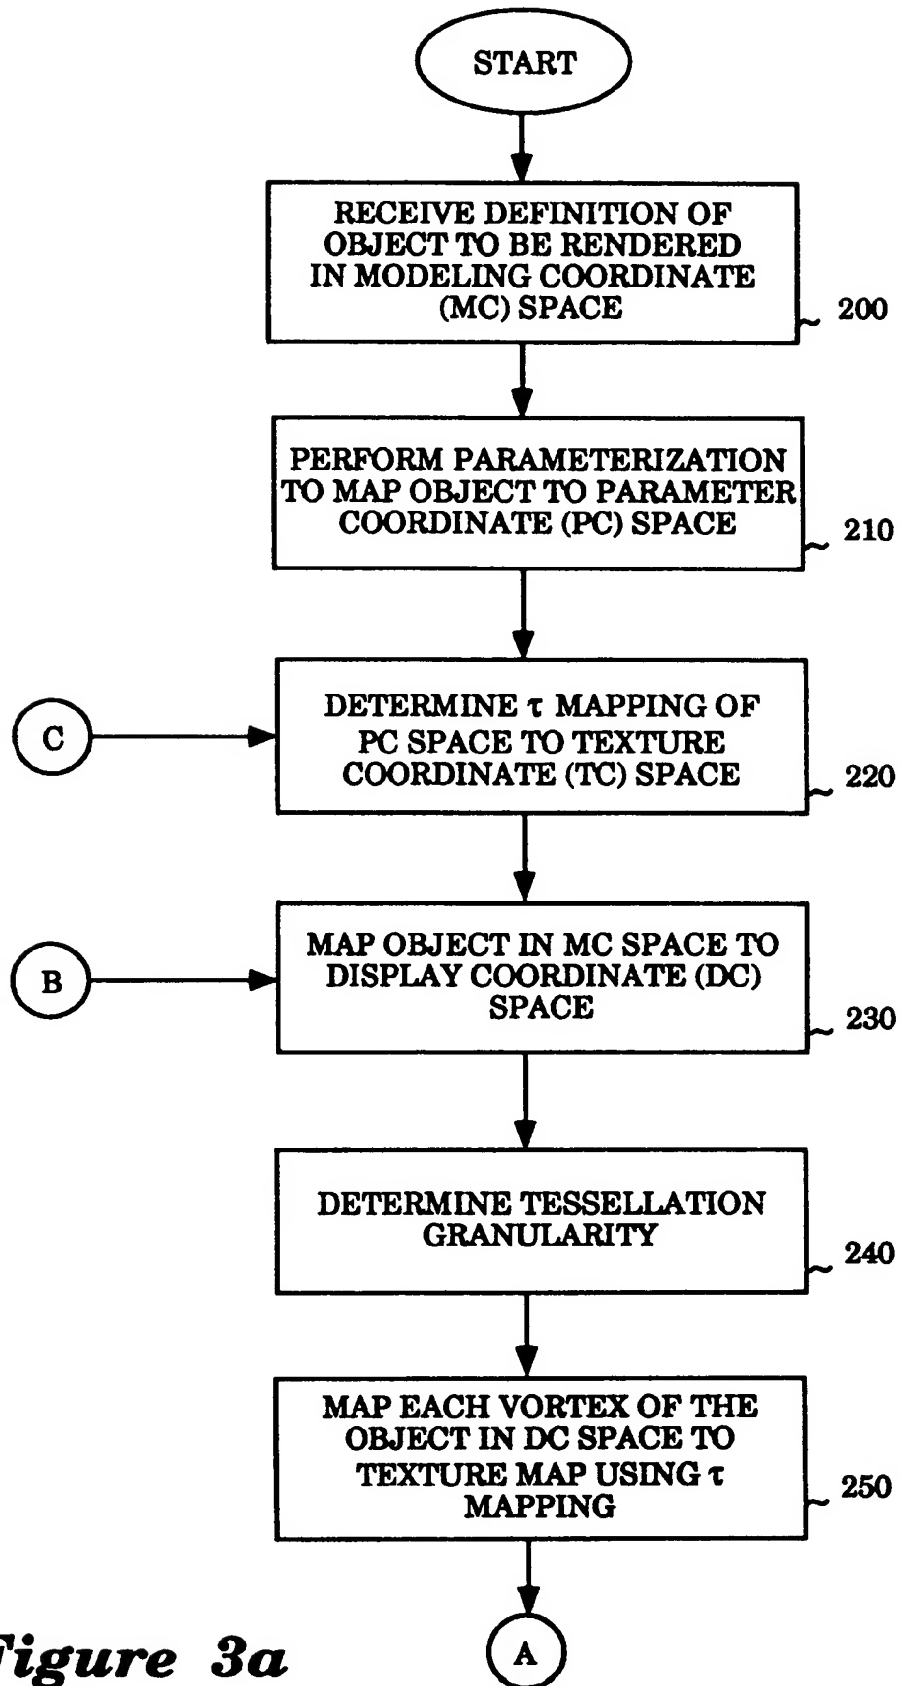 START
RECEIVE DEFINITION OF
OBJECT TO BE RENDERED
IN MODELING COORDINATE
(MC) SPACE
200
PERFORM PARAMETERIZATION
TO MAP OBJECT TO PARAMETER
COORDINATE (PC) SPACE
210
C
DETERMINE τ MAPPING OF
PC SPACE TO TEXTURE
COORDINATE (TC) SPACE
220
B
MAP OBJECT IN MC SPACE TO
DISPLAY COORDINATE (DC)
SPACE
230
DETERMINE TESSELLATION
GRANULARITY
240
MAP EACH VORTEX OF THE
OBJECT IN DC SPACE TO
TEXTURE MAP USING τ
MAPPING
250
A
Figure 3a